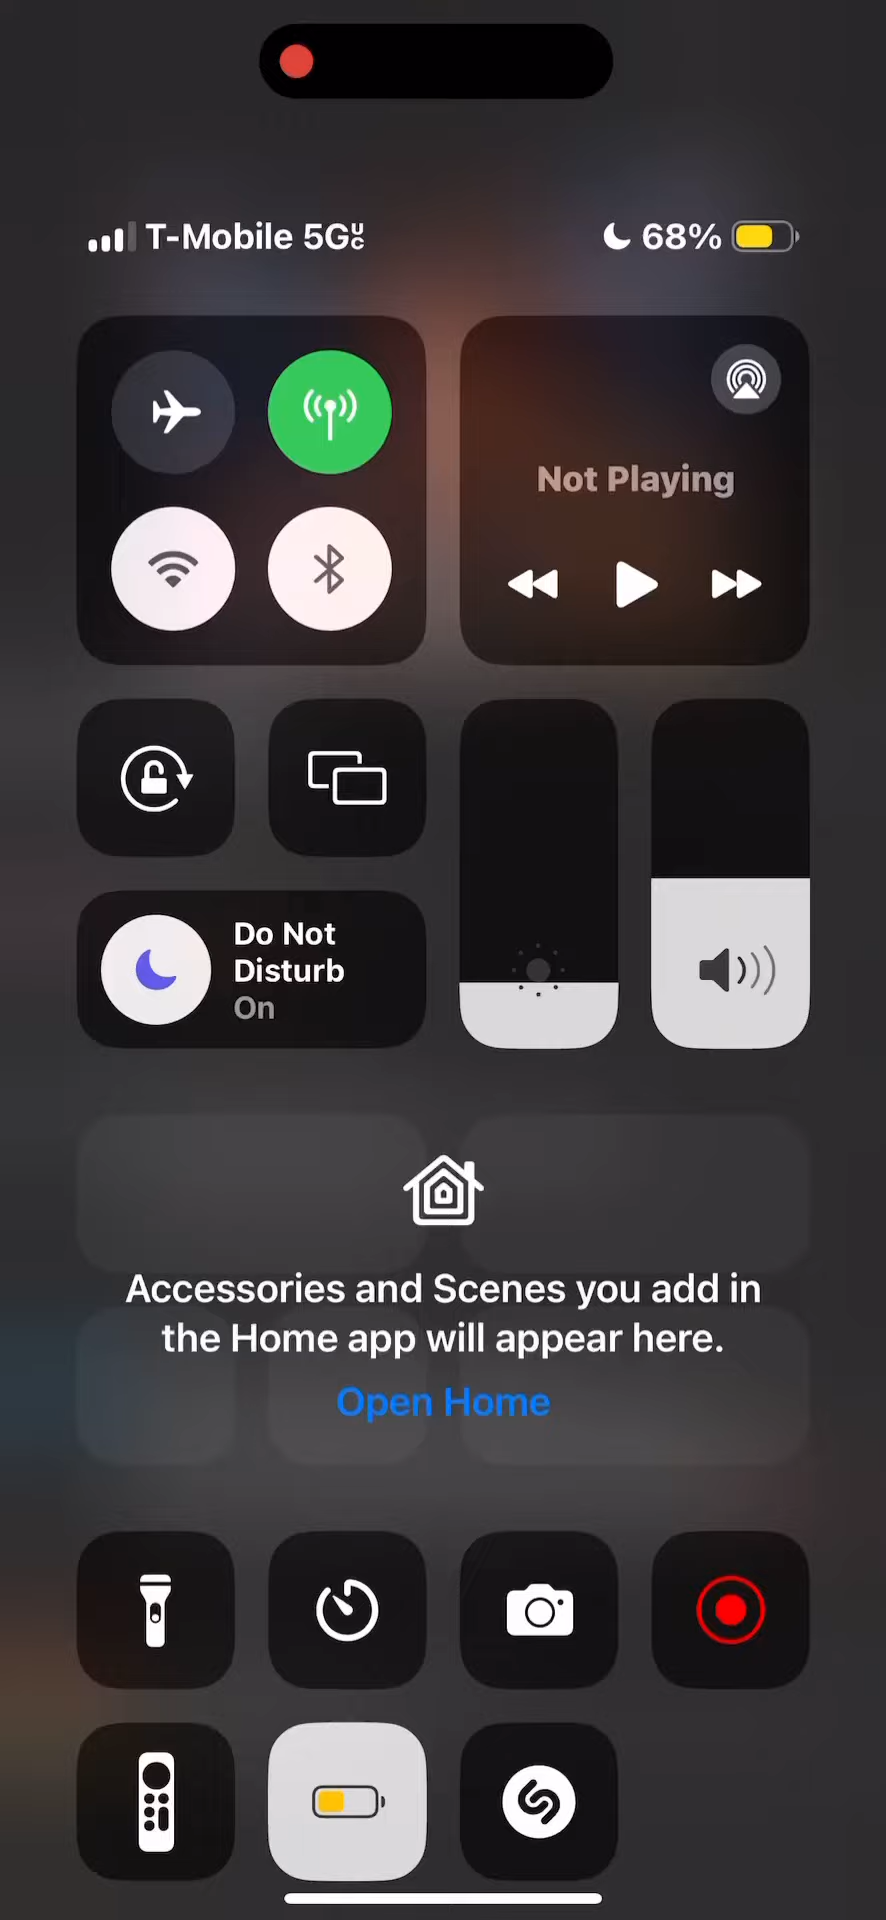 T-Mobile 5GUC
68%
Not Playing
Do Not
Disturb
On
Accessories and Scenes you add in
the Home app will appear here.
Open Home